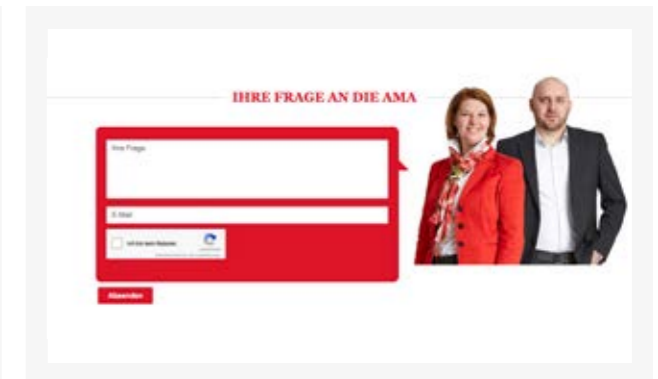 IHRE FRAGE AN DIE AMA
Ihre Frage
E-Mail
Ich bin kein Roboter.
Absenden